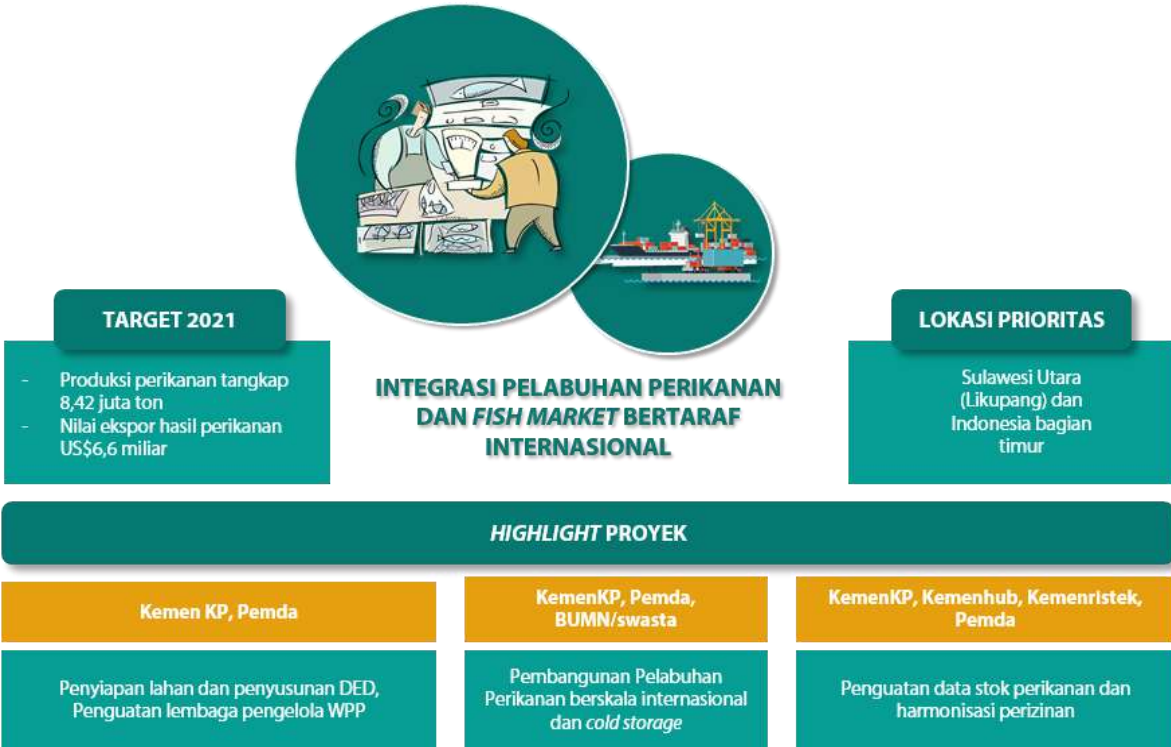 TARGET 2021
- Produksi perikanan tangkap
8,42 juta ton
- Nilai ekspor hasil perikanan
US$6,6 miliar
INTEGRASI PELABUHAN PERIKANAN
DAN FISH MARKET BERTARAF
INTERNASIONAL
LOKASI PRIORITAS
Sulawesi Utara
(Likupang) dan
Indonesia bagian
timur
HIGHLIGHT PROYEK
Kemen KP, Pemda
Penyiapan lahan dan penyusunan DED,
Penguatan lembaga pengelola WPP
KemenKP, Pemda,
BUMN/swasta
Pembangunan Pelabuhan
Perikanan berskala internasional
dan cold storage
KemenKP, Kemenhub, Kemenristek,
Pemda
Penguatan data stok perikanan dan
harmonisasi perizinan